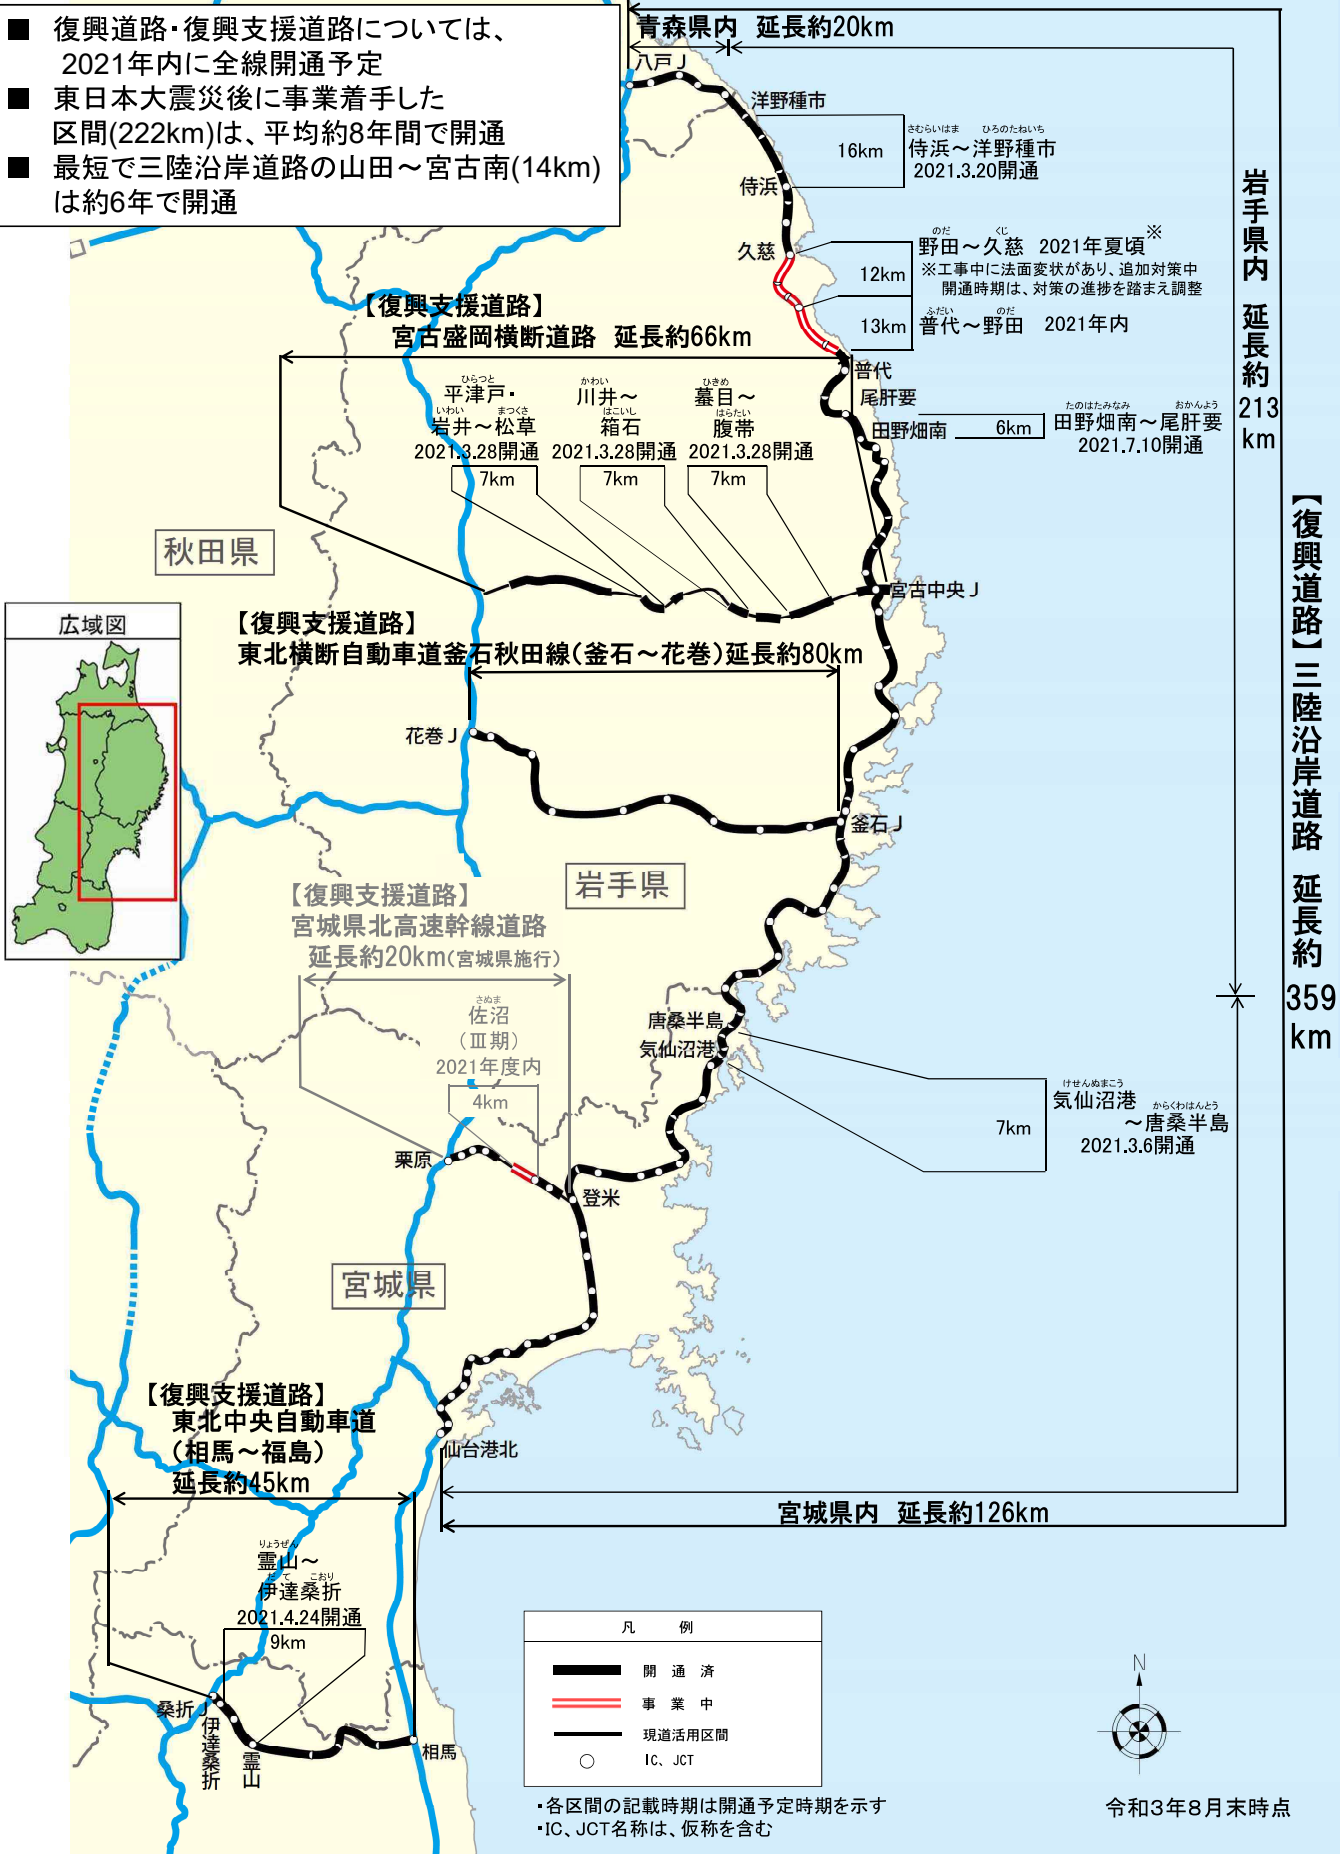 ■ 復興道路・復興支援道路については、
2021年内に全線開通予定
■ 東日本大震災後に事業着手した
区間(222km)は、平均約8年間で開通
■ 最短で三陸沿岸道路の山田～宮古南(14km)
は約6年で開通
青森県内 延長約20km
八戸J
洋野種市
16km
さむらいはま ひろのたねいち
侍浜～洋野種市
2021.3.20開通
侍浜
久慈
12km
のだ くじ
野田～久慈 2021年夏頃※
※工事中に法面変状があり、追加対策中
開通時期は、対策の進捗を踏まえ調整
13km
ふだい のだ
普代～野田 2021年内
岩手県内 延長約
213
km
【復興支援道路】
宮古盛岡横断道路 延長約66km
普代
尾肝要
田野畑南
6km
たのはたみなみ おかんよう
田野畑南～尾肝要
2021.7.10開通
ひらつと
平津戸・
いわい まつくさ
岩井～松草
2021.3.28開通
7km
かわい
川井～
はこいし
箱石
2021.3.28開通
7km
ひきめ
蟇目～
はらたい
腹帯
2021.3.28開通
7km
【復興道路】三陸沿岸道路 延長約
359
km
秋田県
宮古中央J
広域図
【復興支援道路】
東北横断自動車道釜石秋田線(釜石～花巻)延長約80km
花巻J
釜石J
岩手県
【復興支援道路】
宮城県北高速幹線道路
延長約20km(宮城県施行)
さぬま
佐沼
(Ⅲ期)
2021年度内
4km
唐桑半島
気仙沼港
7km
けせんぬまこう
気仙沼港
からくわはんとう
～唐桑半島
2021.3.6開通
栗原
登米
宮城県
【復興支援道路】
東北中央自動車道
(相馬～福島)
延長約45km
仙台港北
宮城県内 延長約126km
りょうぜん
霊山～
だて こおり
伊達桑折
2021.4.24開通
9km
桑折J
伊達桑折
霊山
相馬
凡 例
開 通 済
事 業 中
現道活用区間
IC、JCT
・各区間の記載時期は開通予定時期を示す
・IC、JCT名称は、仮称を含む
N
令和3年8月末時点